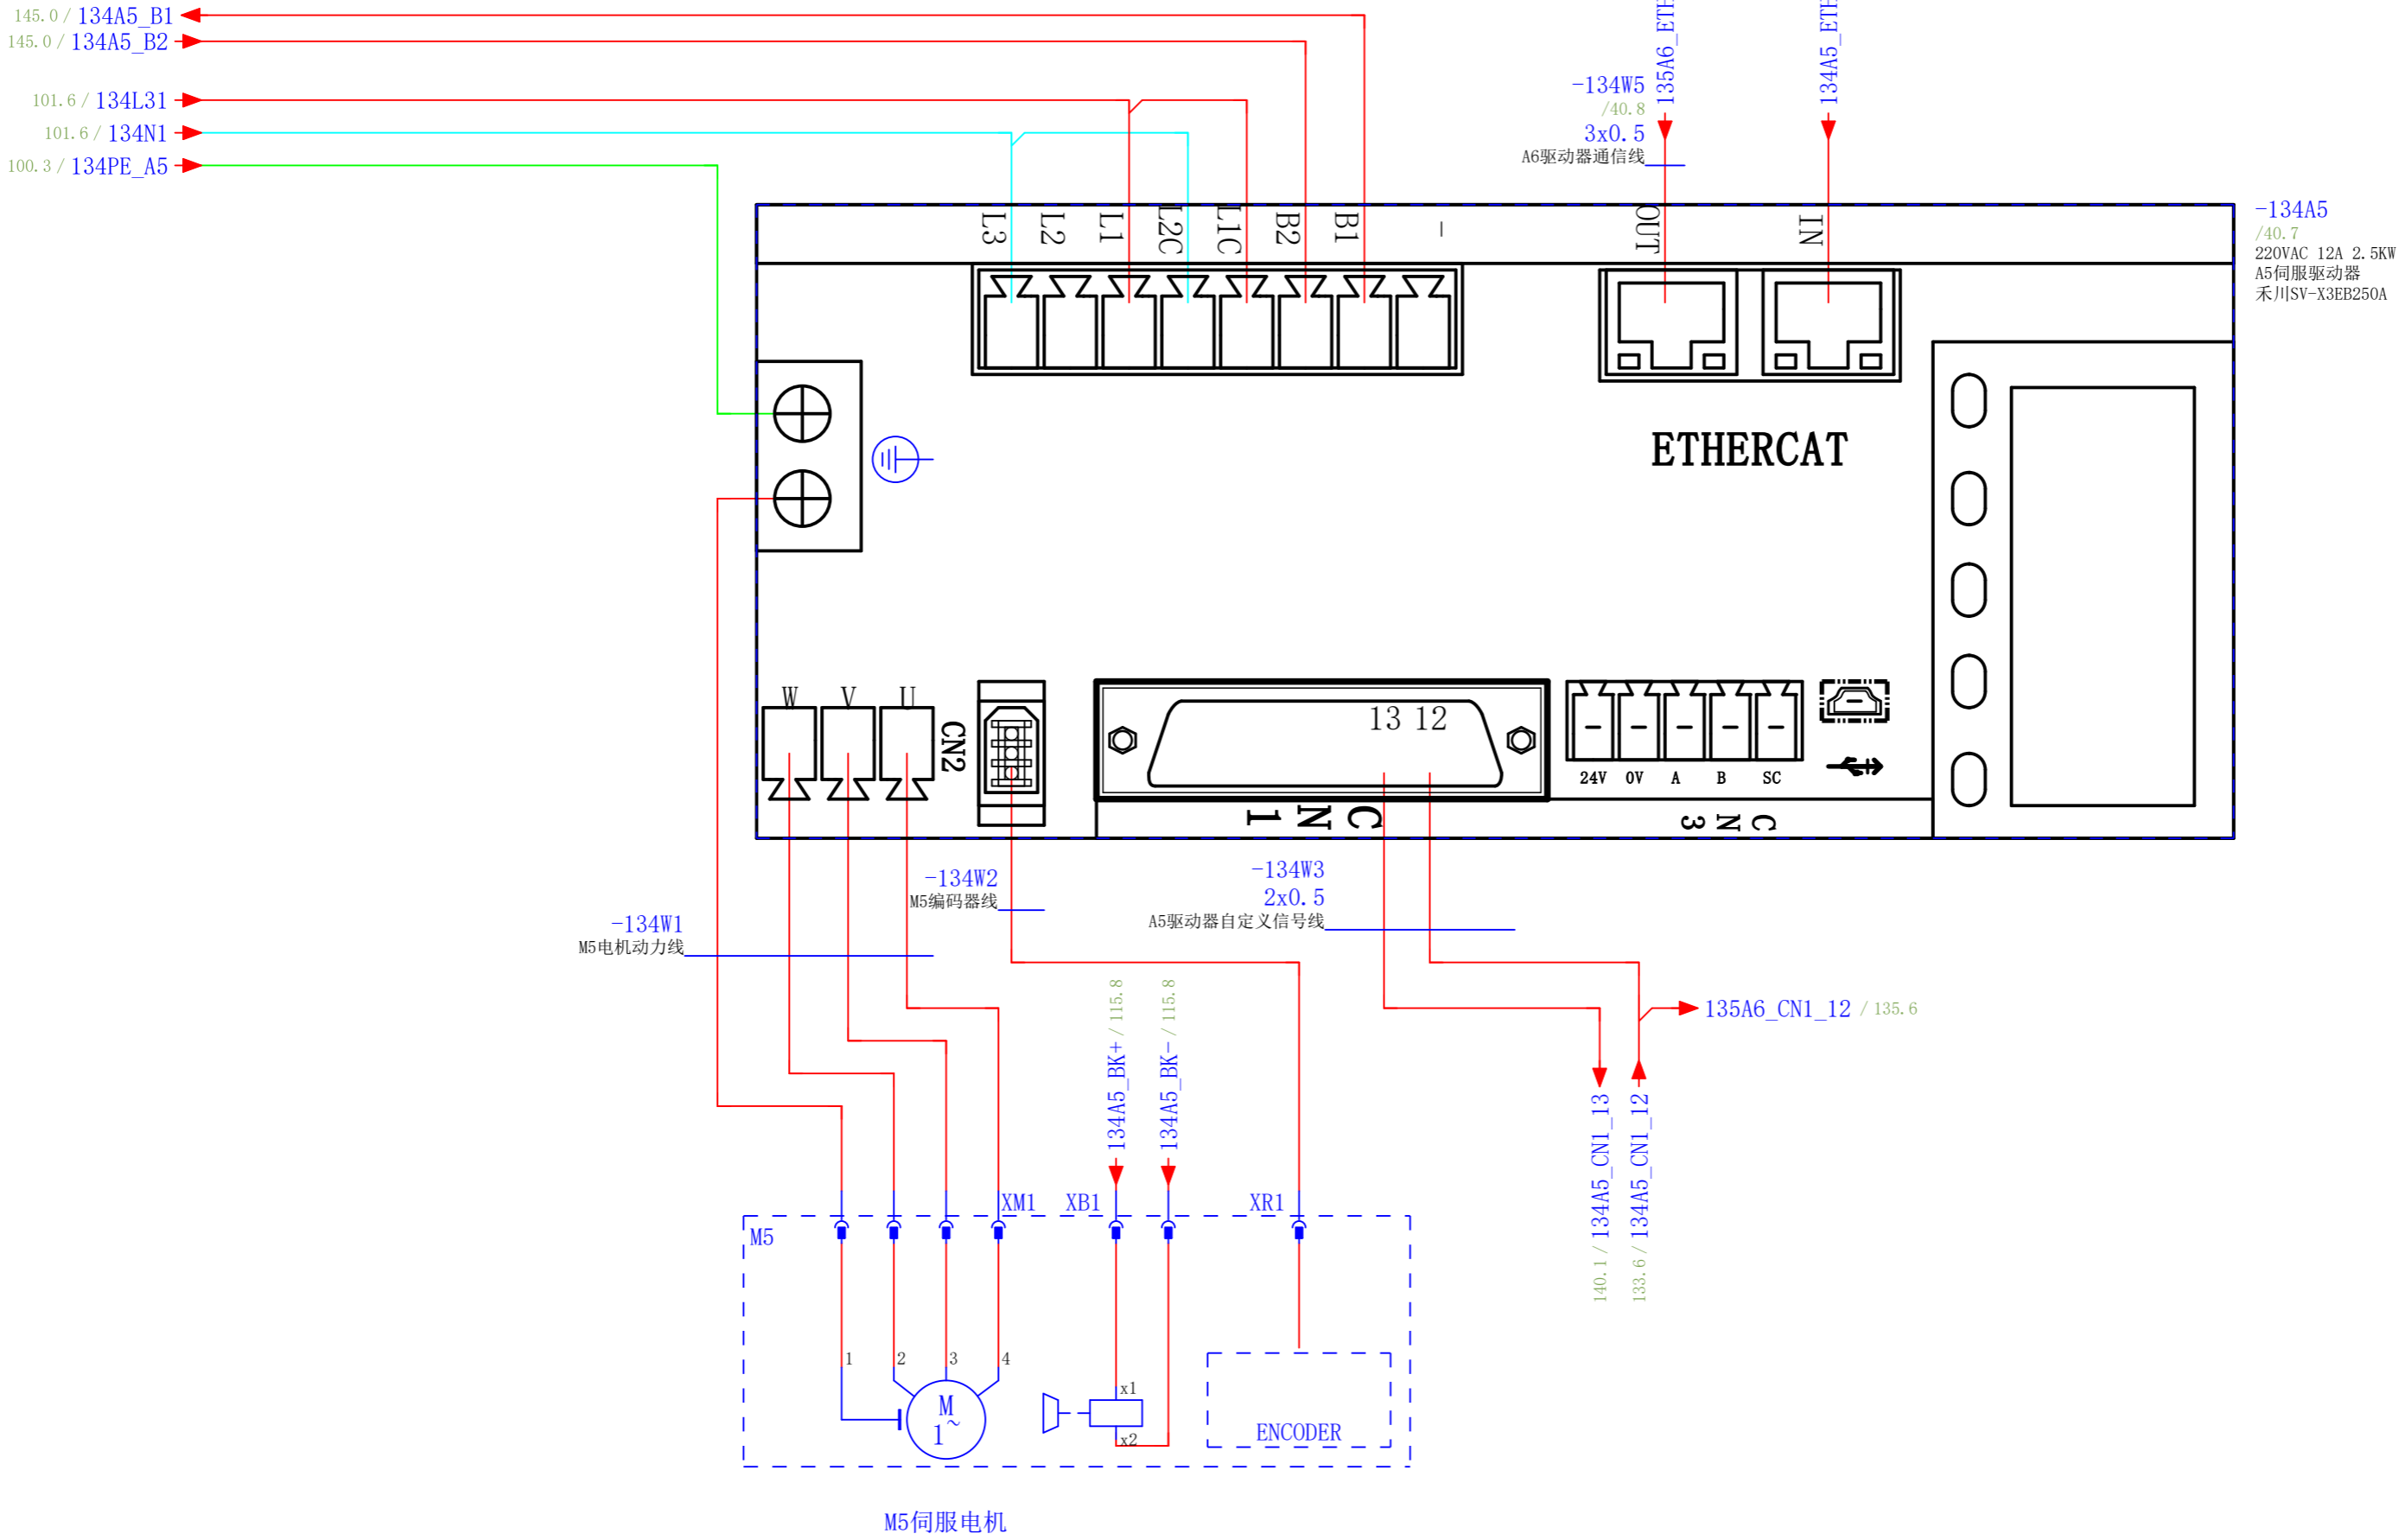 145.0 / 134A5_B1
145.0 / 134A5_B2
101.6 / 134L31
101.6 / 134N1
100.3 / 134PE_A5
135A6_ETH
134A5_ETH
-134W5
/40.8
3x0.5
A6驱动器通信线
-134A5
/40.7
220VAC 12A 2.5KW
A5伺服驱动器
禾川SV-X3EB250A
L3 L2 L1 L2C L1C B2 B1 -
OUT IN
ETHERCAT
W V U
CN2
13 12
24V 0V A B SC
CN1
CN3
-134W2
M5编码器线
-134W3
2x0.5
A5驱动器自定义信号线
-134W1
M5电机动力线
134A5_BK+ / 115.8
134A5_BK- / 115.8
135A6_CN1_12 / 135.6
140.1 / 134A5_CN1_13
133.6 / 134A5_CN1_12
XM1 XB1 XR1
M5
1 2 3 4
M
1~
x1
x2
ENCODER
M5伺服电机